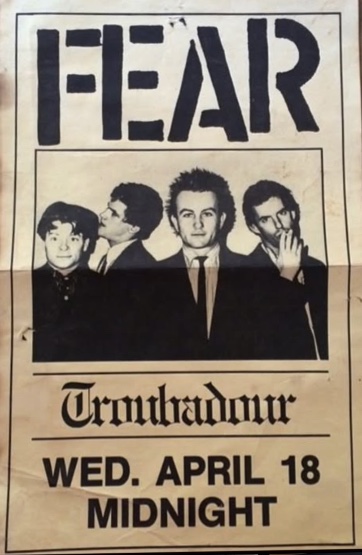 FEAR
Troubadour
WED. APRIL 18
MIDNIGHT